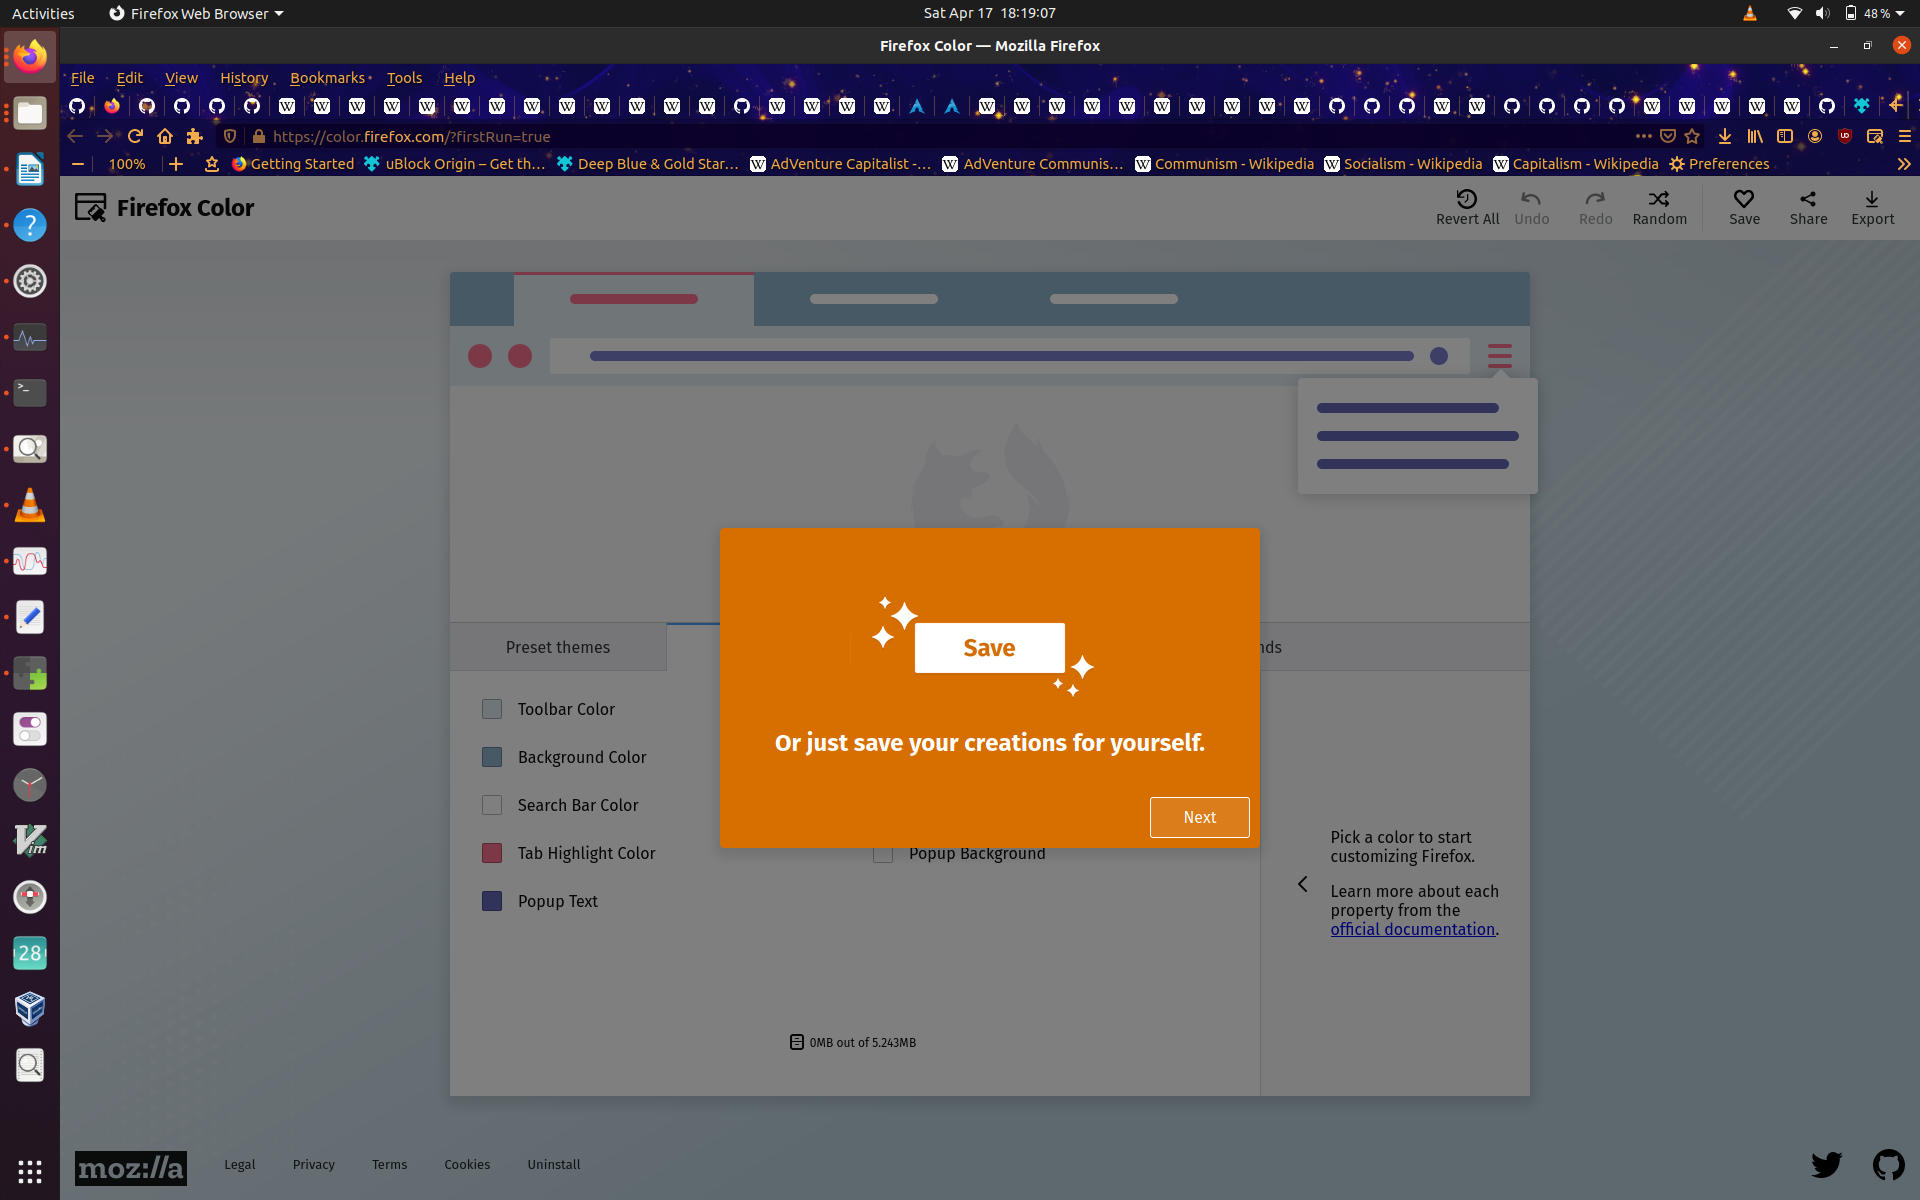 Activities
Firefox Web Browser
Sat Apr 17 18:19:07
48 %
Firefox Color — Mozilla Firefox
File Edit View History Bookmarks Tools Help
https://color.firefox.com/?firstRun=true
100%
Getting Started
uBlock Origin – Get th…
Deep Blue & Gold Star…
AdVenture Capitalist -…
AdVenture Communis…
Communism - Wikipedia
Socialism - Wikipedia
Capitalism - Wikipedia
Preferences
Firefox Color
Revert All
Undo
Redo
Random
Save
Share
Export
Save
Or just save your creations for yourself.
Next
Preset themes
nds
Toolbar Color
Background Color
Search Bar Color
Tab Highlight Color
Popup Background
Popup Text
Pick a color to start
customizing Firefox.
Learn more about each
property from the
official documentation.
0MB out of 5.243MB
28
moz://a
Legal
Privacy
Terms
Cookies
Uninstall